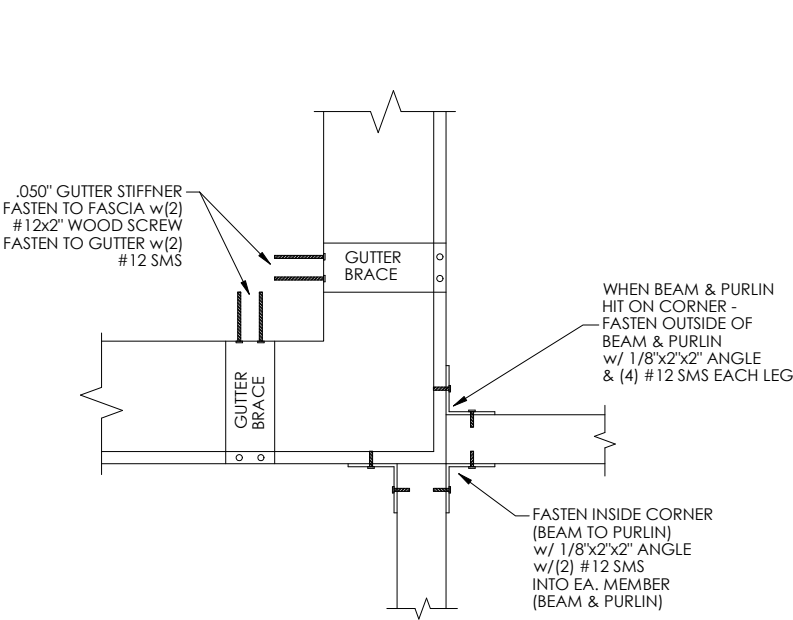 .050" GUTTER STIFFNER
FASTEN TO FASCIA w(2)
#12x2" WOOD SCREW
FASTEN TO GUTTER w(2)
#12 SMS
GUTTER
BRACE
GUTTER
BRACE
WHEN BEAM & PURLIN
HIT ON CORNER -
FASTEN OUTSIDE OF
BEAM & PURLIN
w/ 1/8"x2"x2" ANGLE
& (4) #12 SMS EACH LEG
FASTEN INSIDE CORNER
(BEAM TO PURLIN)
w/ 1/8"x2"x2" ANGLE
w/(2) #12 SMS
INTO EA. MEMBER
(BEAM & PURLIN)